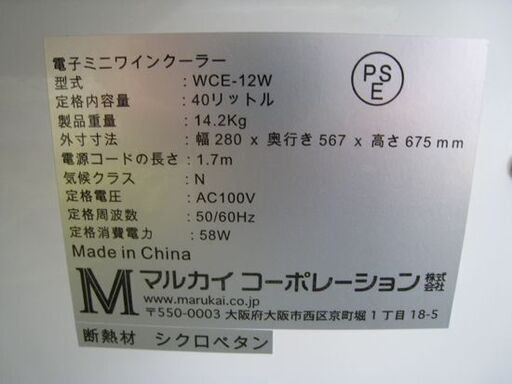 電子ミニワインクーラー
型式 : WCE-12W
定格内容量 : 40リットル
製品重量 : 14.2Kg
外寸寸法 : 幅 280 x 奥行き 567 x 高さ 675 mm
電源コードの長さ : 1.7m
気候クラス : N
定格電圧 : AC100V
定格周波数 : 50/60Hz
定格消費電力 : 58W
Made in China
PS
E
M マルカイ コーポレーション 株式会社
www.marukai.co.jp
〒550-0003 大阪府大阪市西区京町堀 1 丁目 18-5
断熱材 シクロペタン